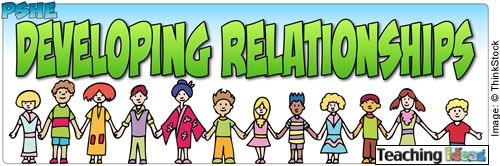 PSHE
DEVELOPING RELATIONSHIPS
Teaching Ideas
Image: © ThinkStock